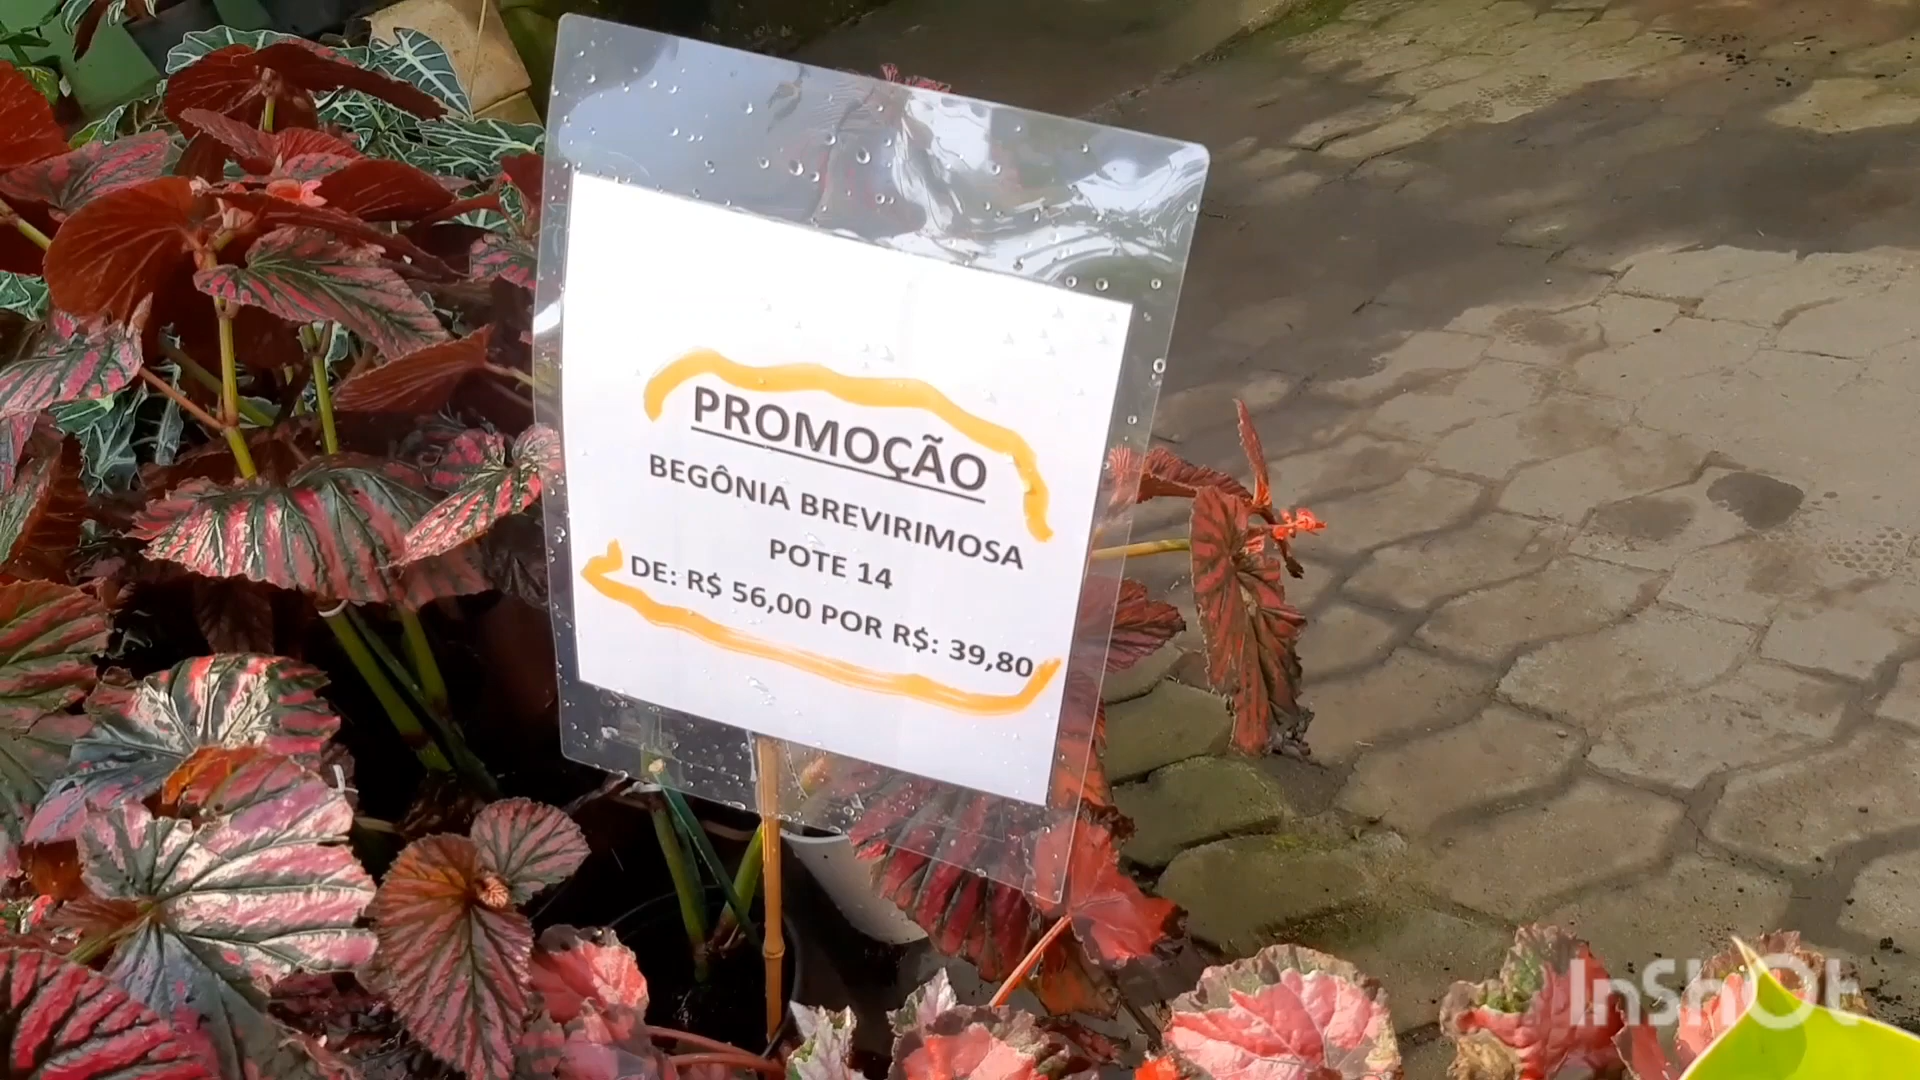 PROMOÇÃO
BEGÔNIA BREVIRIMOSA
POTE 14
DE: R$ 56,00 POR R$: 39,80
InShOt